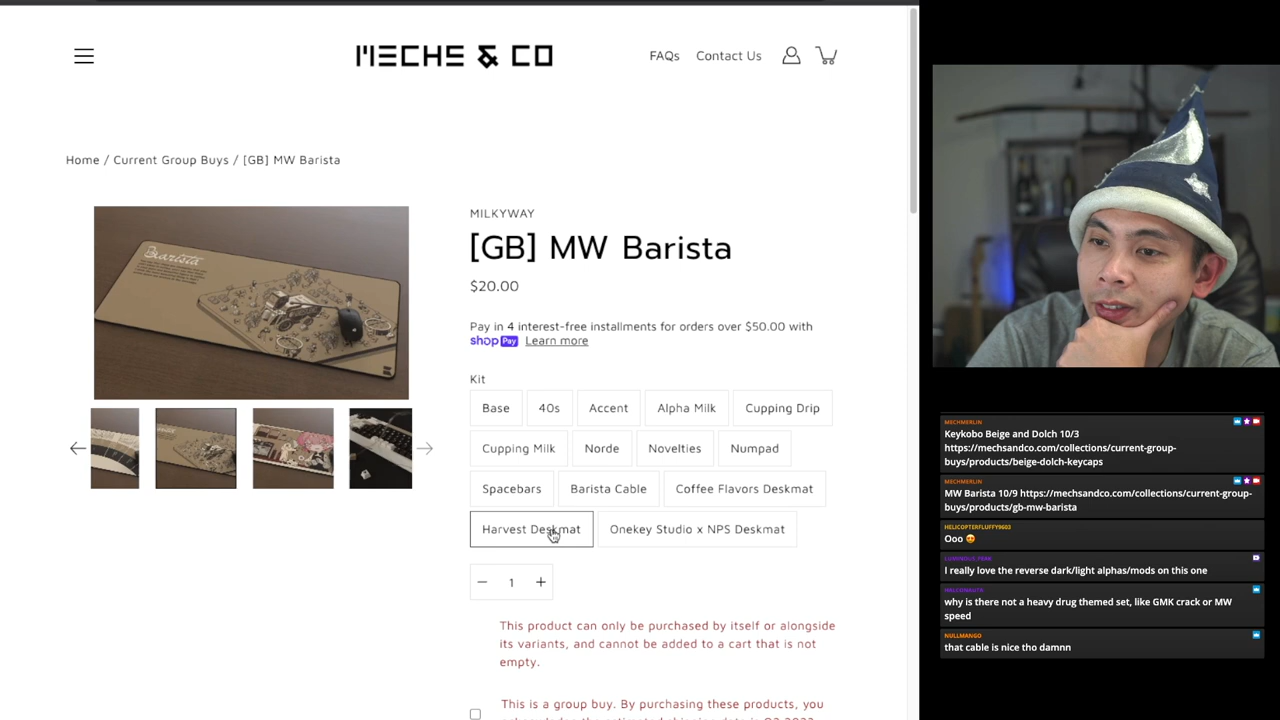 MECHE & CO
FAQs
Contact Us
Home / Current Group Buys / [GB] MW Barista
Barista
MILKYWAY
[GB] MW Barista
$20.00
Pay in 4 interest-free installments for orders over $50.00 with
shop Pay Learn more
Kit
Base
40s
Accent
Alpha Milk
Cupping Drip
Cupping Milk
Norde
Novelties
Numpad
Spacebars
Barista Cable
Coffee Flavors Deskmat
Harvest Deskmat
Onekey Studio x NPS Deskmat
1
This product can only be purchased by itself or alongside
its variants, and cannot be added to a cart that is not
empty.
This is a group buy. By purchasing these products, you
MECHMERLIN
Keykobo Beige and Dolch 10/3
https://mechsandco.com/collections/current-group-
buys/products/beige-dolch-keycaps
MECHMERLIN
MW Barista 10/9 https://mechsandco.com/collections/current-group-
buys/products/gb-mw-barista
HELICOPTERFLUFFY9603
Ooo
I really love the reverse dark/light alphas/mods on this one
why is there not a heavy drug themed set, like GMK crack or MW
speed
NULLMANGO
that cable is nice tho damnn